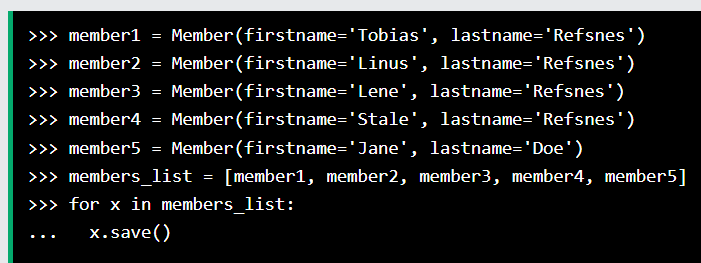 >>> member1 = Member(firstname='Tobias', lastname='Refsnes')
>>> member2 = Member(firstname='Linus', lastname='Refsnes')
>>> member3 = Member(firstname='Lene', lastname='Refsnes')
>>> member4 = Member(firstname='Stale', lastname='Refsnes')
>>> member5 = Member(firstname='Jane', lastname='Doe')
>>> members_list = [member1, member2, member3, member4, member5]
>>> for x in members_list:
...   x.save()